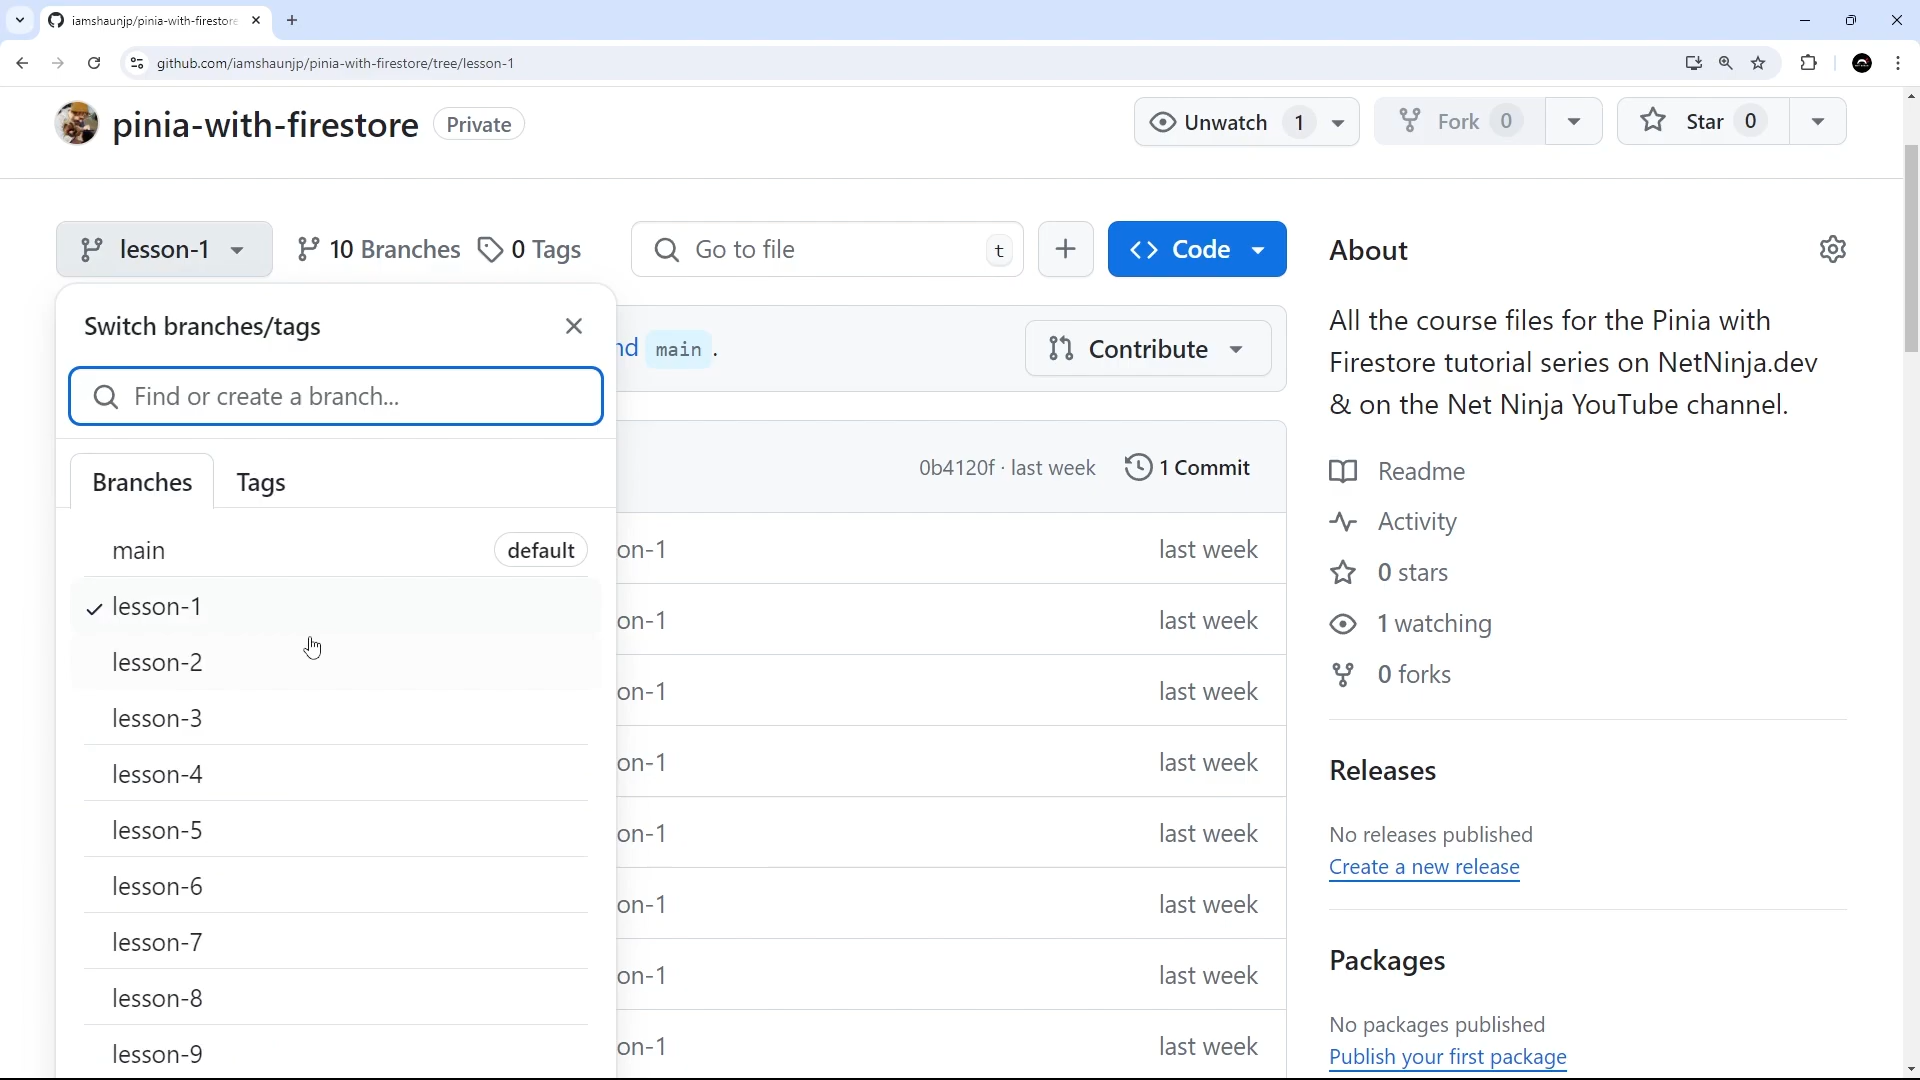 iamshaunjp/pinia-with-firestore
github.com/iamshaunjp/pinia-with-firestore/tree/lesson-1
pinia-with-firestore Private
Unwatch 1
Fork 0
Star 0
lesson-1
10 Branches
0 Tags
Go to file t
Code
Switch branches/tags
Find or create a branch...
Branches Tags
main default
lesson-1
lesson-2
lesson-3
lesson-4
lesson-5
lesson-6
lesson-7
lesson-8
lesson-9
nd main .
Contribute
0b4120f · last week 1 Commit
on-1 last week
on-1 last week
on-1 last week
on-1 last week
on-1 last week
on-1 last week
on-1 last week
on-1 last week
About
All the course files for the Pinia with
Firestore tutorial series on NetNinja.dev
& on the Net Ninja YouTube channel.
Readme
Activity
0 stars
1 watching
0 forks
Releases
No releases published
Create a new release
Packages
No packages published
Publish your first package